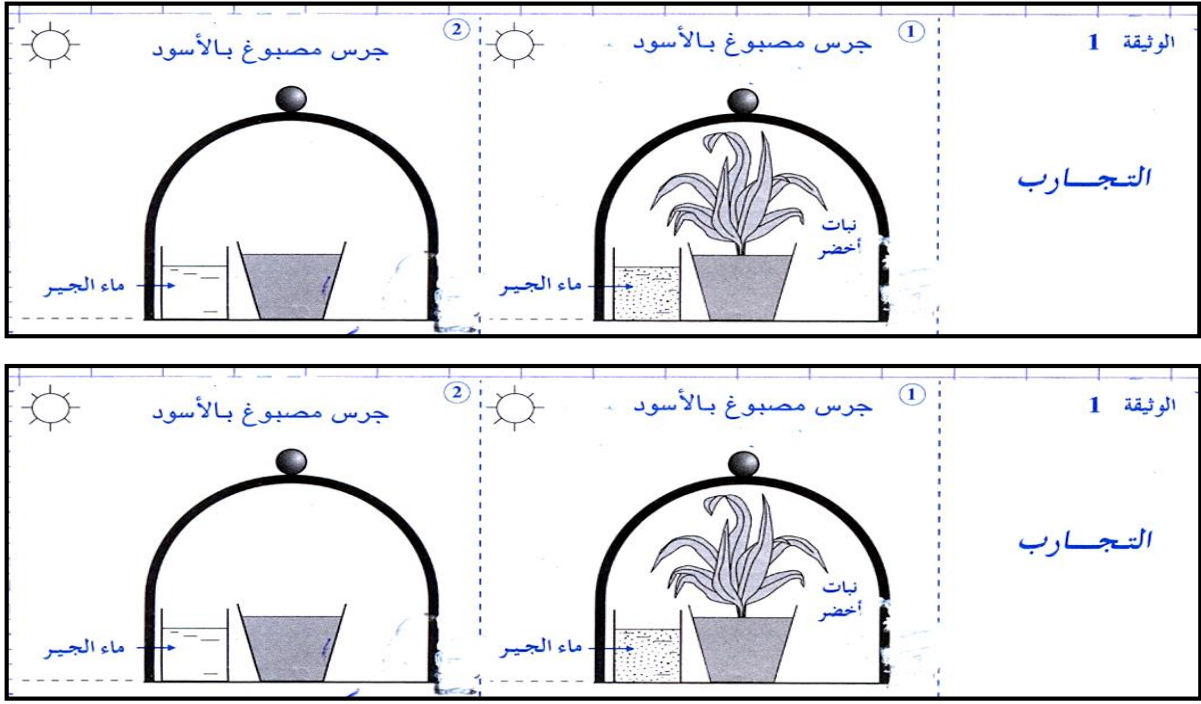 الوثيقة 1
التجارب
1
جرس مصبوغ بالأسود
نبات
أخضر
ماء الجير
2
جرس مصبوغ بالأسود
ماء الجير
الوثيقة 1
التجارب
1
جرس مصبوغ بالأسود
نبات
أخضر
ماء الجير
2
جرس مصبوغ بالأسود
ماء الجير